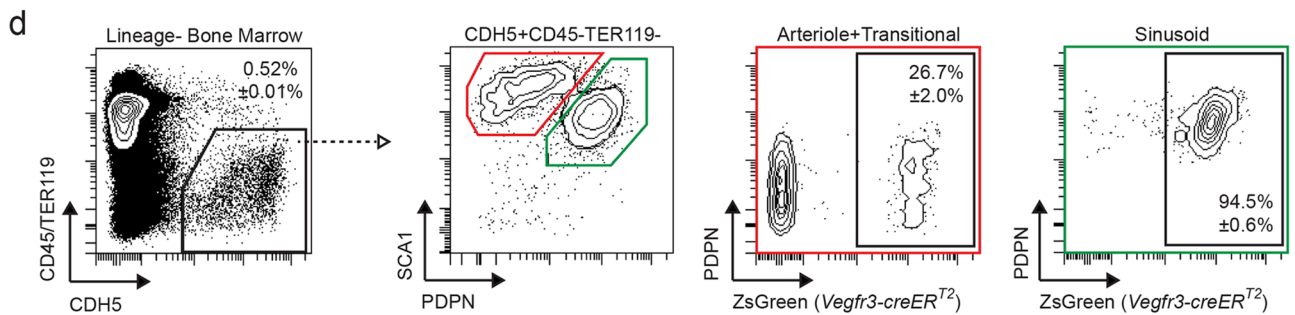 d
Lineage- Bone Marrow
0.52%
±0.01%
CD45/TER119
CDH5
CDH5+CD45-TER119-
SCA1
PDPN
Arteriole+Transitional
26.7%
±2.0%
PDPN
ZsGreen (Vegfr3-creERT2)
Sinusoid
94.5%
±0.6%
PDPN
ZsGreen (Vegfr3-creERT2)